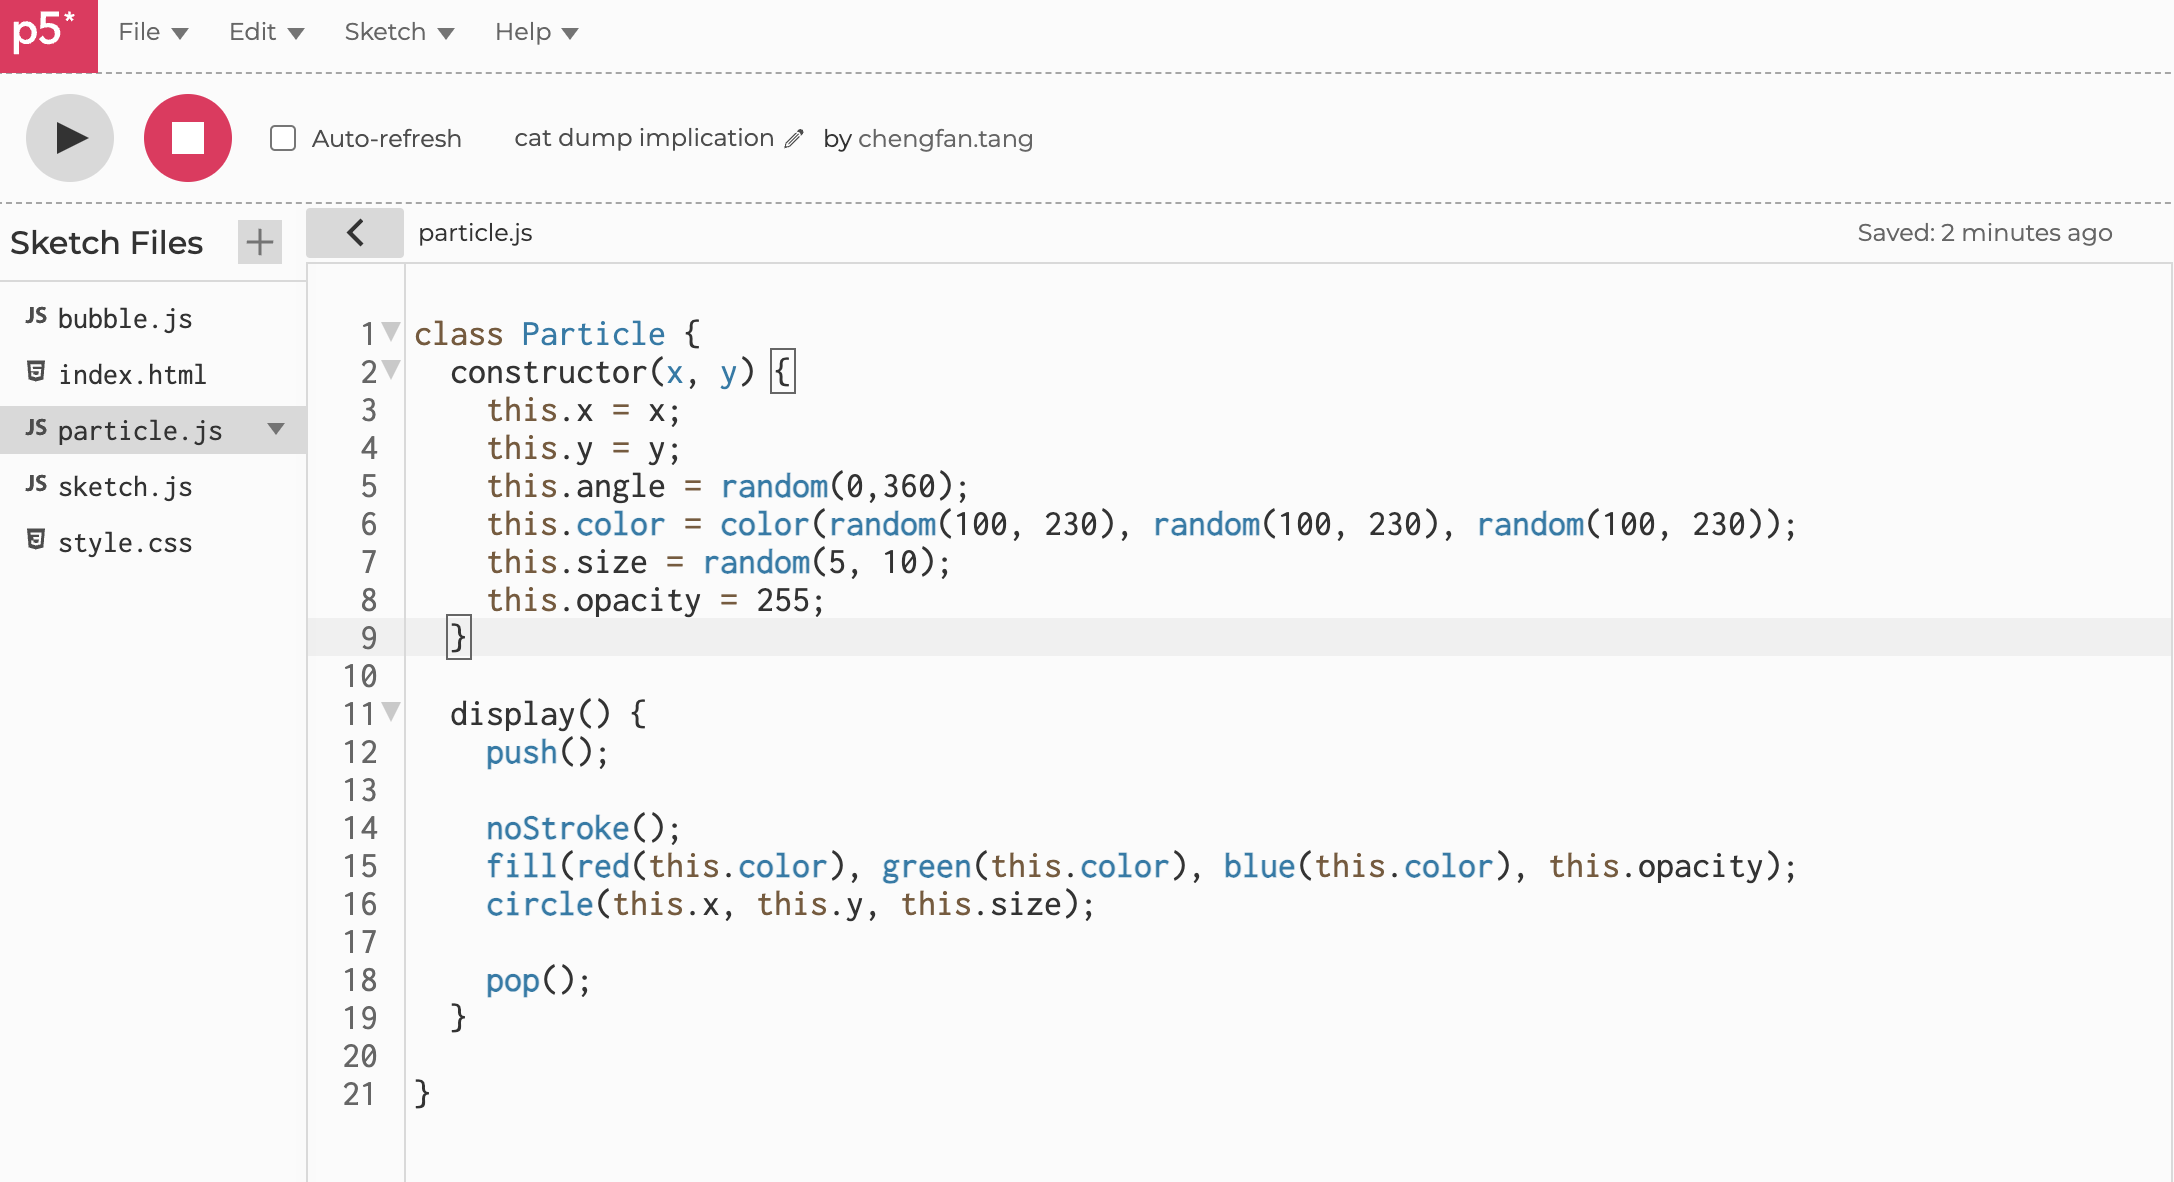 p5* File Edit Sketch Help
Auto-refresh cat dump implication by chengfan.tang
Sketch Files + particle.js Saved: 2 minutes ago
JS bubble.js
5 index.html
JS particle.js
JS sketch.js
3 style.css
1 class Particle {
2   constructor(x, y) {
3     this.x = x;
4     this.y = y;
5     this.angle = random(0,360);
6     this.color = color(random(100, 230), random(100, 230), random(100, 230));
7     this.size = random(5, 10);
8     this.opacity = 255;
9   }
10
11   display() {
12     push();
13
14     noStroke();
15     fill(red(this.color), green(this.color), blue(this.color), this.opacity);
16     circle(this.x, this.y, this.size);
17
18     pop();
19   }
20
21 }